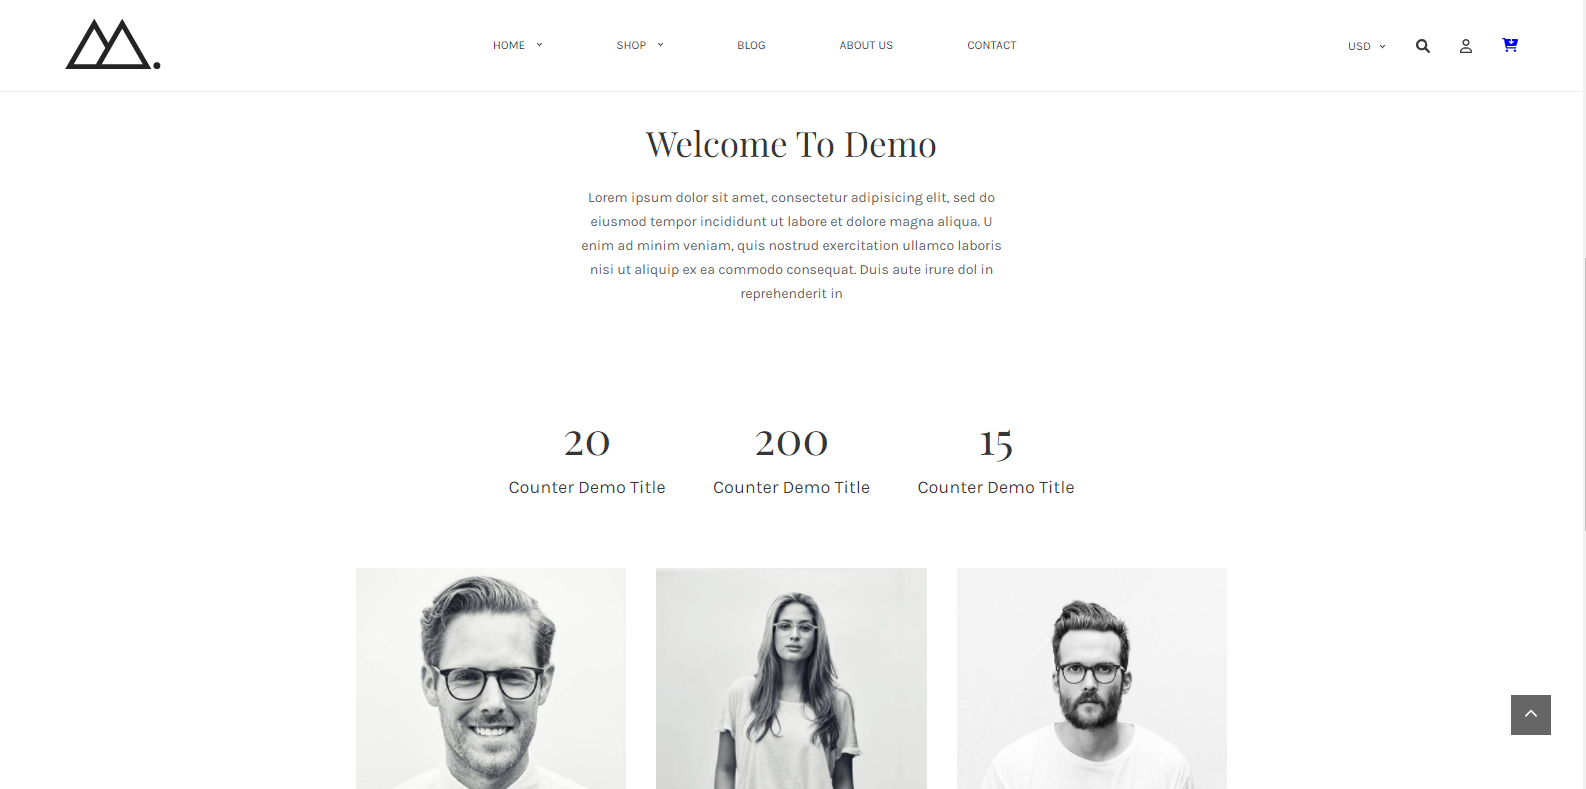 HOME
SHOP
BLOG
ABOUT US
CONTACT
USD
Welcome To Demo
Lorem ipsum dolor sit amet, consectetur adipisicing elit, sed do
eiusmod tempor incididunt ut labore et dolore magna aliqua. U
enim ad minim veniam, quis nostrud exercitation ullamco laboris
nisi ut aliquip ex ea commodo consequat. Duis aute irure dol in
reprehenderit in
20
200
15
Counter Demo Title
Counter Demo Title
Counter Demo Title